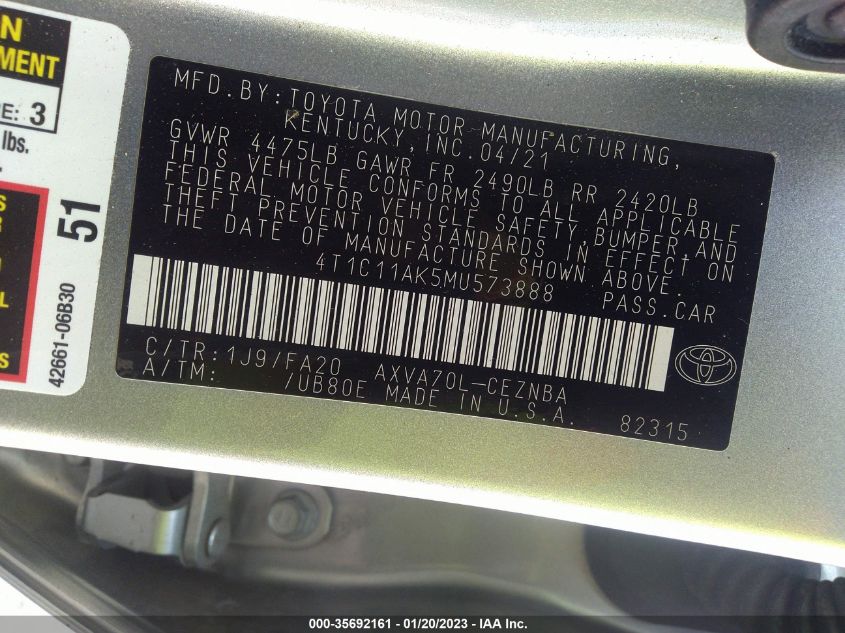 N
EMENT
E: 3
lbs.
51
42661-06B30
MFD.BY:TOYOTA MOTOR MANUFACTURING,
KENTUCKY,INC.04/21
GVWR 4475LB GAWR FR 2490LB RR 2420LB
THIS VEHICLE CONFORMS TO ALL APPLICABLE
FEDERAL MOTOR VEHICLE SAFETY,BUMPER,AND
THEFT PREVENTION STANDARDS IN EFFECT ON
THE DATE OF MANUFACTURE SHOWN ABOVE.
4T1C11AK5MU573888 PASS.CAR
C/TR:1J9/FA20 AXVA70L-CEZNBA
A/TM: /UB80E MADE IN U.S.A.
82315
000-35692161 - 01/20/2023 - IAA Inc.